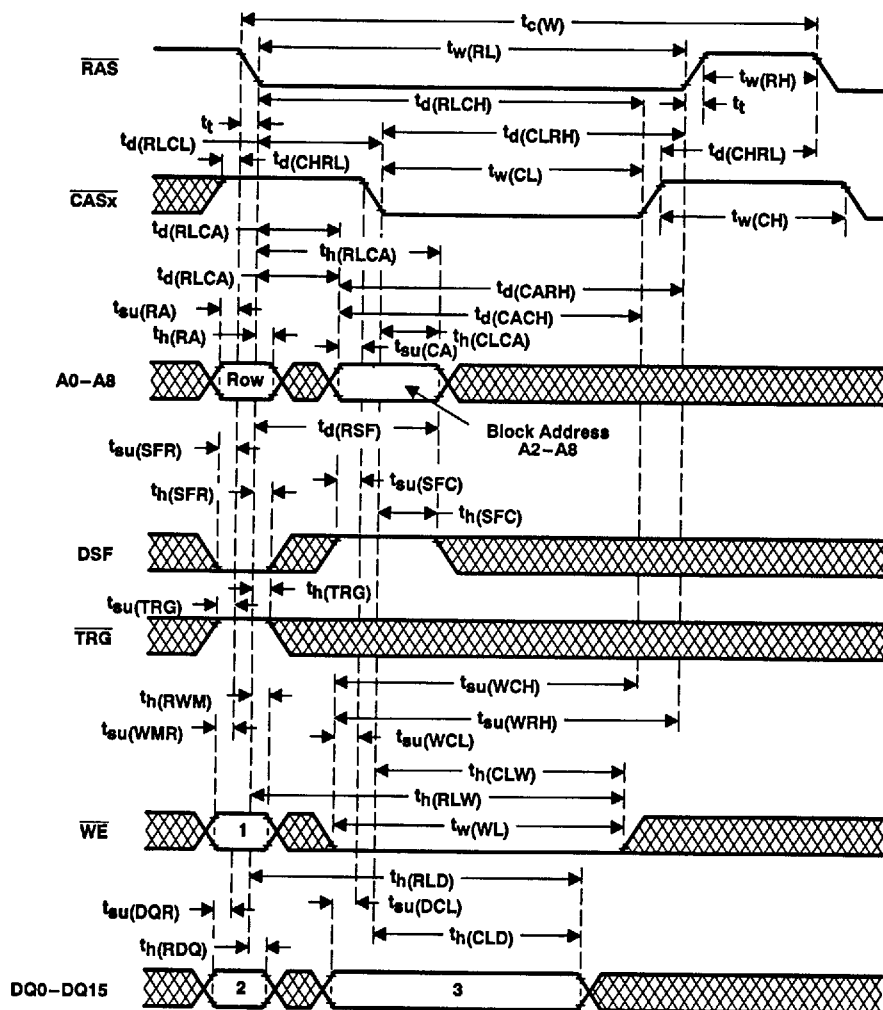 tc(W)
RAS
tw(RL)
tw(RH)
td(RLCH)
tt
tt
td(RLCL)
td(CLRH)
td(CHRL)
td(CHRL)
CASx
tw(CL)
tw(CH)
td(RLCA)
th(RLCA)
td(RLCA)
td(CARH)
tsu(RA)
td(CACH)
th(RA)
th(CLCA)
tsu(CA)
A0–A8
Row
td(RSF)
Block Address
A2–A8
tsu(SFR)
tsu(SFC)
th(SFR)
th(SFC)
DSF
th(TRG)
tsu(TRG)
TRG
tsu(WCH)
th(RWM)
tsu(WRH)
tsu(WMR)
tsu(WCL)
th(CLW)
th(RLW)
WE
1
tw(WL)
th(RLD)
tsu(DQR)
tsu(DCL)
th(RDQ)
th(CLD)
DQ0–DQ15
2
3